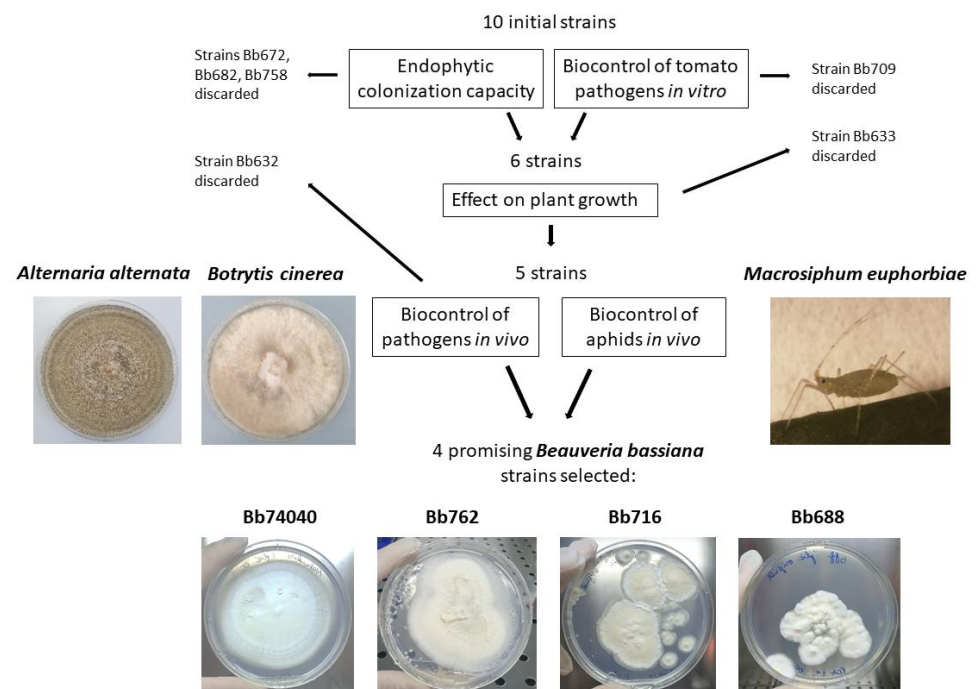 10 initial strains
Strains Bb672,
Bb682, Bb758
discarded
Endophytic
colonization capacity
Biocontrol of tomato
pathogens in vitro
Strain Bb709
discarded
6 strains
Strain Bb633
discarded
Strain Bb632
discarded
Effect on plant growth
5 strains
Alternaria alternata
Botrytis cinerea
Macrosiphum euphorbiae
Biocontrol of
pathogens in vivo
Biocontrol of
aphids in vivo
4 promising Beauveria bassiana
strains selected:
Bb74040
Bb762
Bb716
Bb688